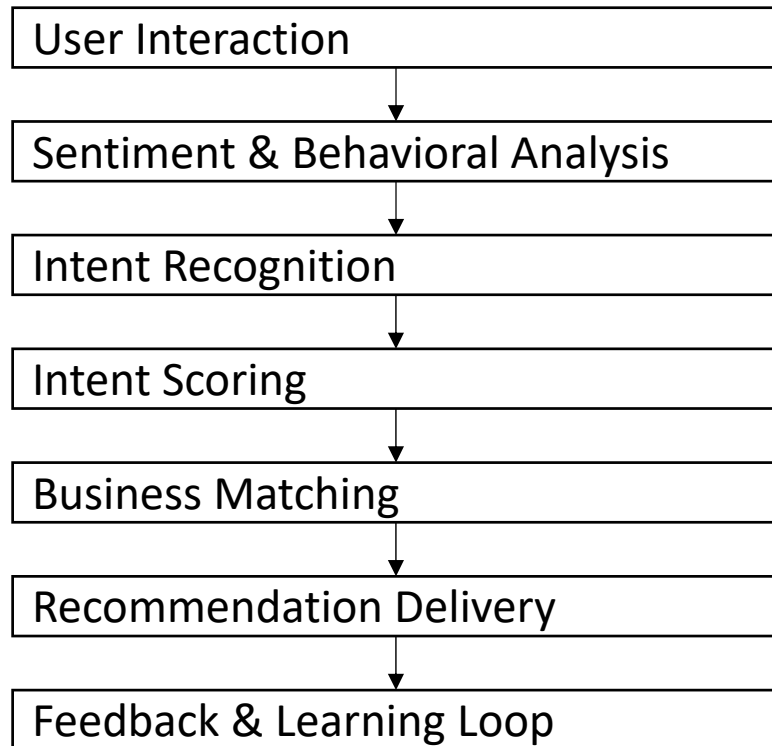 User Interaction
Sentiment & Behavioral Analysis
Intent Recognition
Intent Scoring
Business Matching
Recommendation Delivery
Feedback & Learning Loop